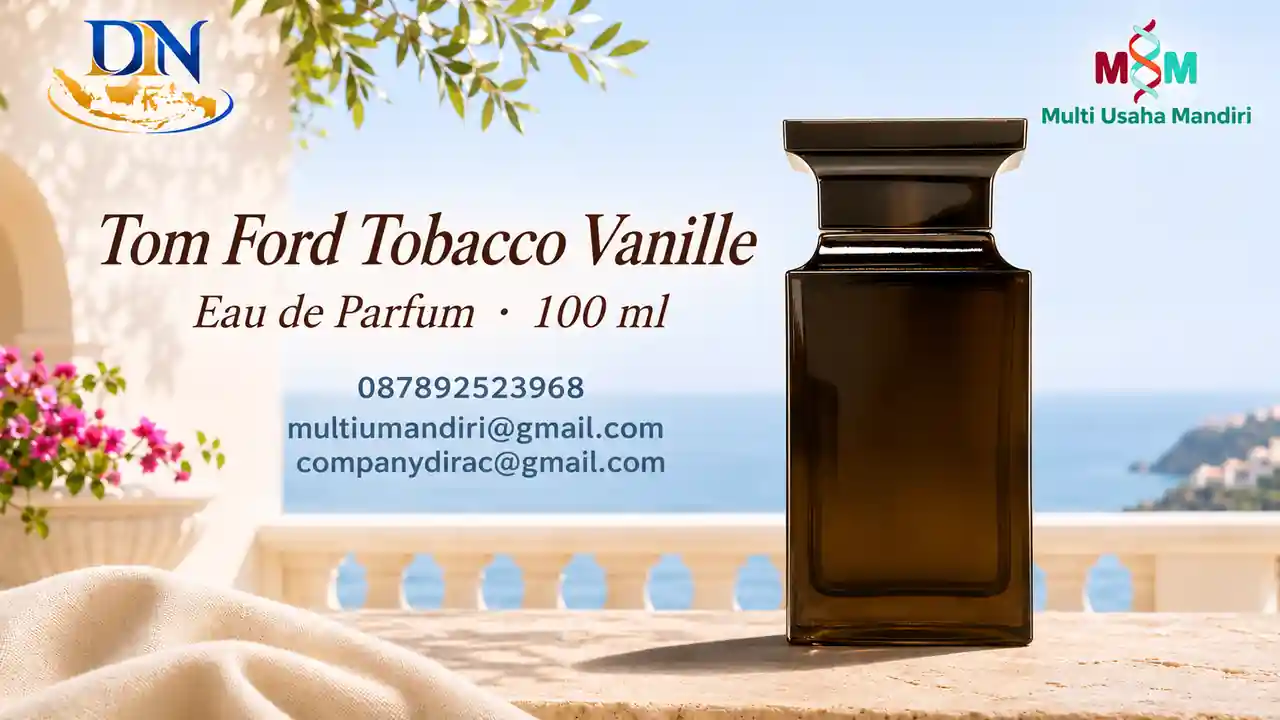 DN
MSM
Multi Usaha Mandiri
Tom Ford Tobacco Vanille
Eau de Parfum · 100 ml
087892523968
multiumandiri@gmail.com
companydirac@gmail.com